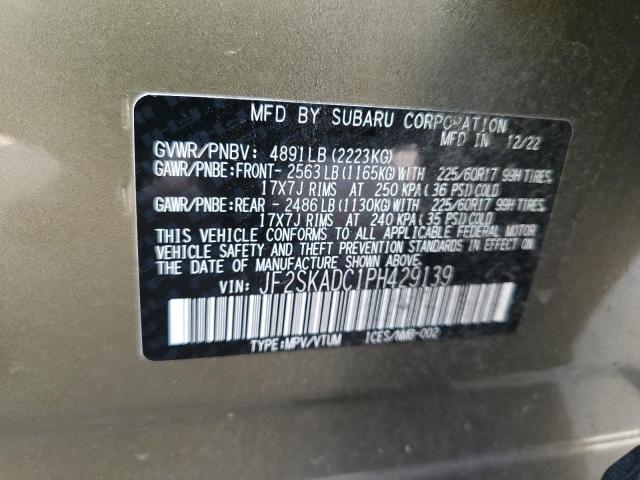 MFD BY SUBARU CORPORATION
MFD IN 12/22
GVWR/PNBV: 4891LB (2223KG)
GAWR/PNBE:FRONT- 2563LB (1165KG)WITH 225/60R17 99H TIRES,
17X7J RIMS AT 250 KPA( 36 PSI)COLD
GAWR/PNBE:REAR - 2486LB (1130KG)WITH 225/60R17 99H TIRES,
17X7J RIMS AT 240 KPA( 35 PSI)COLD
THIS VEHICLE CONFORMS TO ALL APPLICABLE FEDERAL MOTOR
VEHICLE SAFETY AND THEFT PREVENTION STANDARDS IN EFFECT
ON THE DATE OF MANUFACTURE SHOWN ABOVE.
VIN: JF2SKADC1PH429139
TYPE:MPV/VTUM ICES/NMB-002